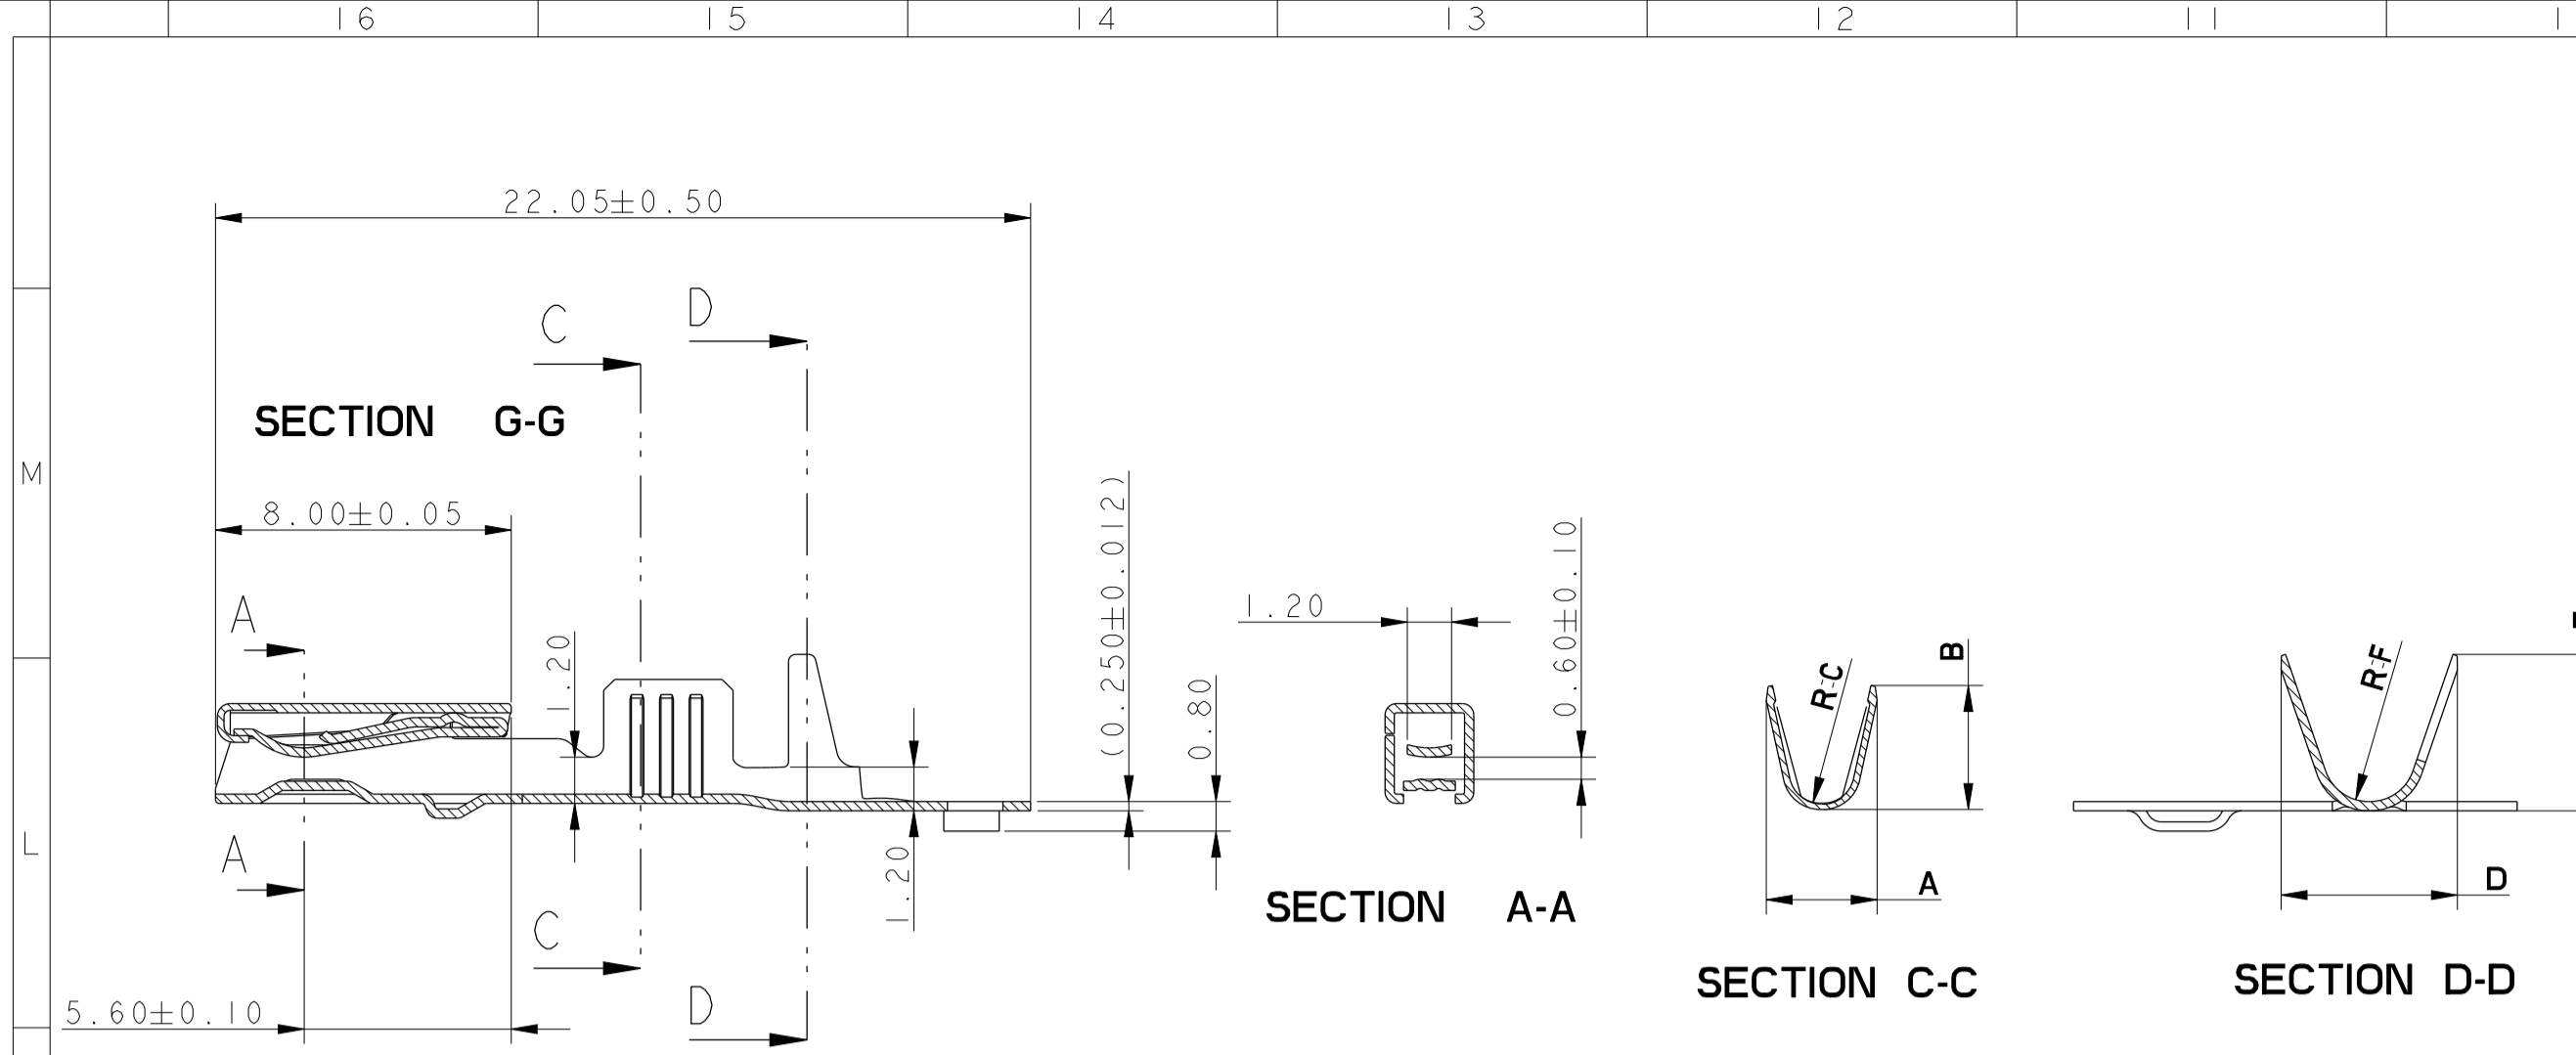 16 15 14 13 12 11
22.05±0.50
C D
SECTION G-G
M
8.00±0.05
(0.250±0.012)
0.60±0.10
A
1.20
1.20
0.80
B
R-C
R-F
L
A
1.20
A
D
SECTION A-A
C
SECTION C-C
SECTION D-D
5.60±0.10
D